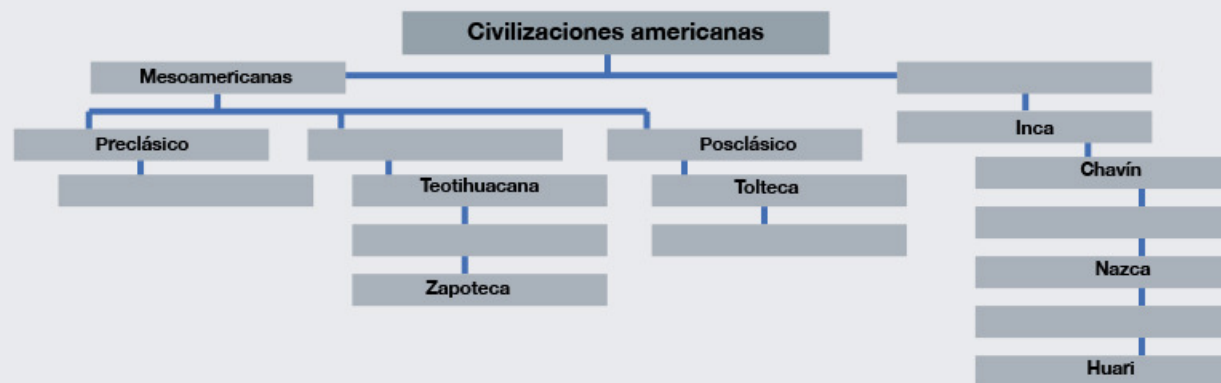 Civilizaciones americanas
Mesoamericanas
Preclásico
Posclásico
Teotihuacana
Zapoteca
Tolteca
Inca
Chavín
Nazca
Huari